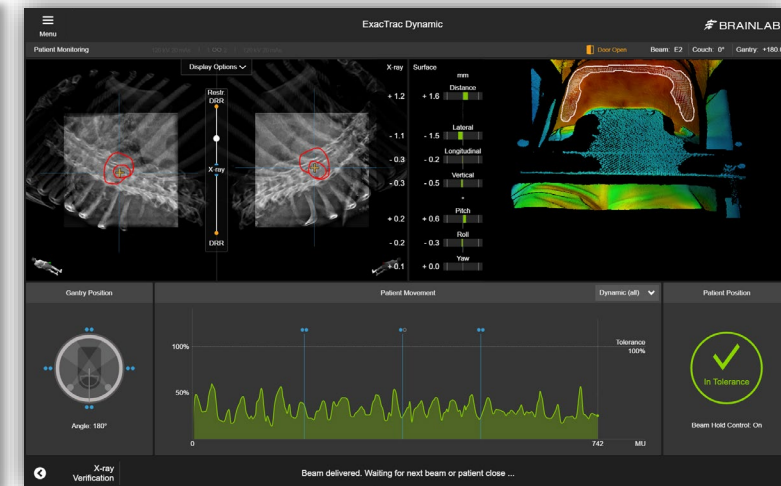 Menu
ExacTrac Dynamic
BRAINLAB
Patient Monitoring
Door Open
Beam: E2
Couch: 0°
Gantry: +180.0
Display Options
X-ray
Surface
mm
Restr
DRR
X-ray
DRR
Distance
+ 1.2
+ 1.6
Lateral
- 1.1
- 1.5
Longitudinal
- 0.3
- 0.2
Vertical
- 0.3
- 0.5
°
Pitch
+ 0.2
+ 0.6
Roll
- 0.2
- 0.3
Yaw
+ 0.1
+ 0.0
Gantry Position
Angle: 180°
Patient Movement
Dynamic (all)
100%
50%
Tolerance
100%
0
742
MU
Patient Position
In Tolerance
Beam Hold Control: On
X-ray
Verification
Beam delivered. Waiting for next beam or patient close ...